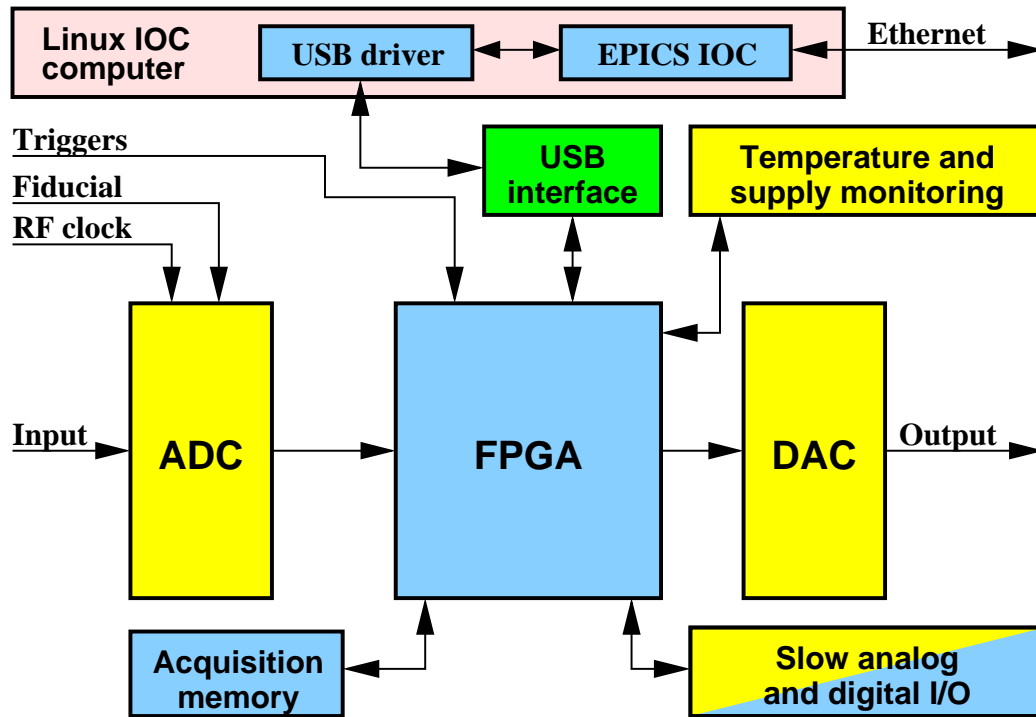 Linux IOC
computer
USB driver
EPICS IOC
Ethernet
Triggers
Fiducial
RF clock
USB
interface
Temperature and
supply monitoring
Input
ADC
FPGA
DAC
Output
Acquisition
memory
Slow analog
and digital I/O